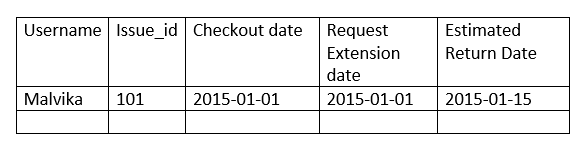 Username Issue_id Checkout date Request Estimated
Extension Return Date
date
Malvika 101 2015-01-01 2015-01-01 2015-01-15